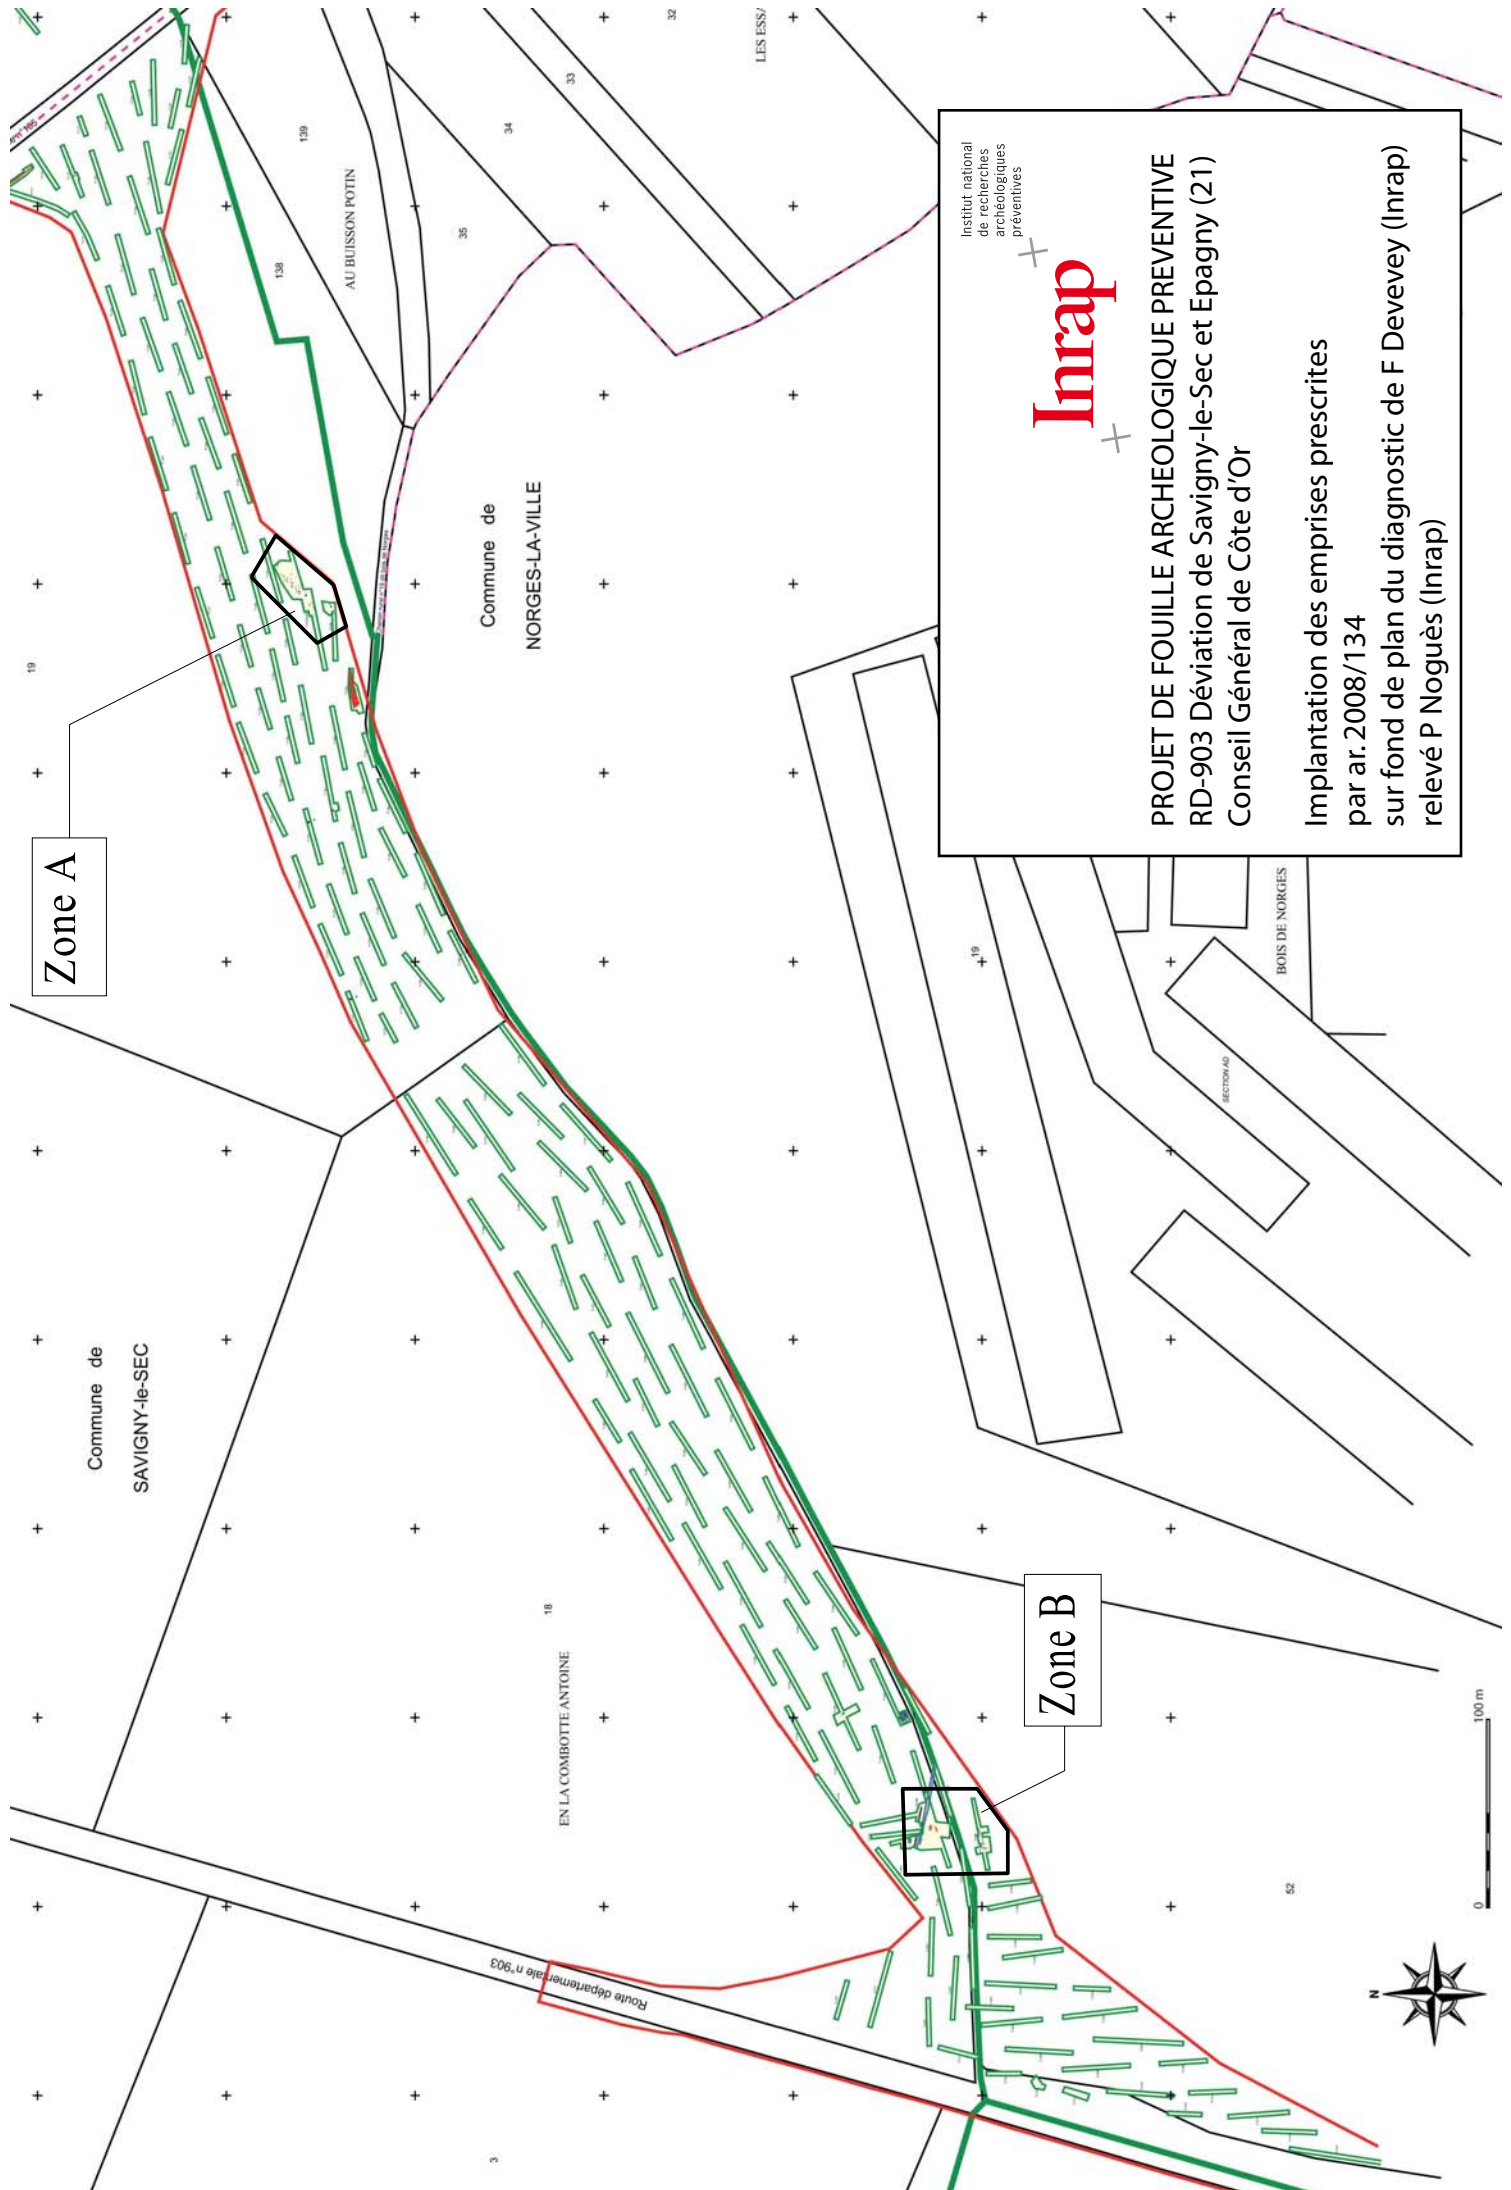 Zone A
19
Commune de
SAVIGNY-le-SEC
139
138
AU BUISSON POTIN
35
34
33
32
LES ESSA
Commune de
NORGES-LA-VILLE
18
EN LA COMBOTTE ANTOINE
Route départementale n°903
3
Zone B
52
19
BOIS DE NORGES
SECTION AD
Institut national
de recherches
archéologiques
préventives
Inrap
PROJET DE FOUILLE ARCHEOLOGIQUE PREVENTIVE
RD-903 Déviation de Savigny-le-Sec et Epagny (21)
Conseil Général de Côte d'Or
Implantation des emprises prescrites
par ar.2008/134
sur fond de plan du diagnostic de F Devevey (Inrap)
relevé P Noguès (Inrap)
N
0
100 m